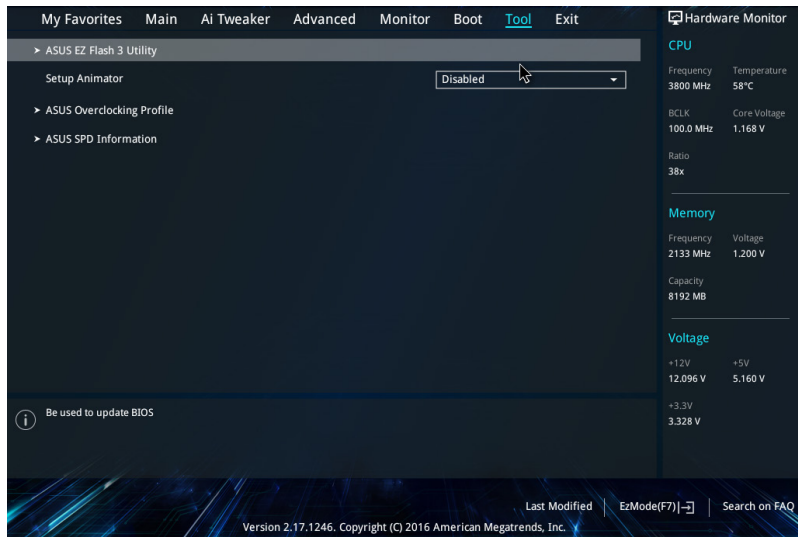 My Favorites Main Ai Tweaker Advanced Monitor Boot Tool Exit
Hardware Monitor
ASUS EZ Flash 3 Utility
Setup Animator Disabled
ASUS Overclocking Profile
ASUS SPD Information
CPU
Frequency Temperature
3800 MHz 58°C
BCLK Core Voltage
100.0 MHz 1.168 V
Ratio
38x
Memory
Frequency Voltage
2133 MHz 1.200 V
Capacity
8192 MB
Voltage
+12V +5V
12.096 V 5.160 V
+3.3V
3.328 V
Be used to update BIOS
Last Modified EzMode(F7) Search on FAQ
Version 2.17.1246. Copyright (C) 2016 American Megatrends, Inc.